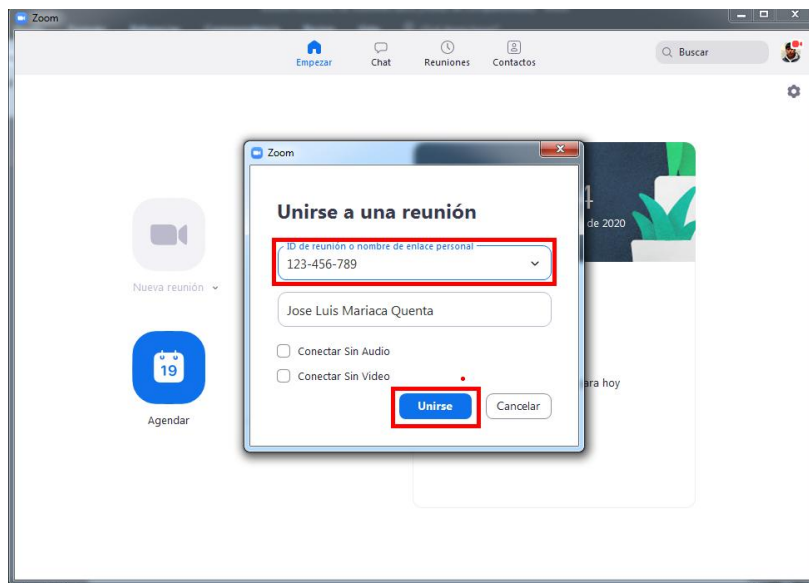 Zoom
Empezar
Chat
Reuniones
Contactos
Buscar
Zoom
Unirse a una reunión
ID de reunión o nombre de enlace personal
123-456-789
Jose Luis Mariaca Quenta
Conectar Sin Audio
Conectar Sin Video
Unirse
Cancelar
Nueva reunión
19
Agendar
4
de 2020
ara hoy